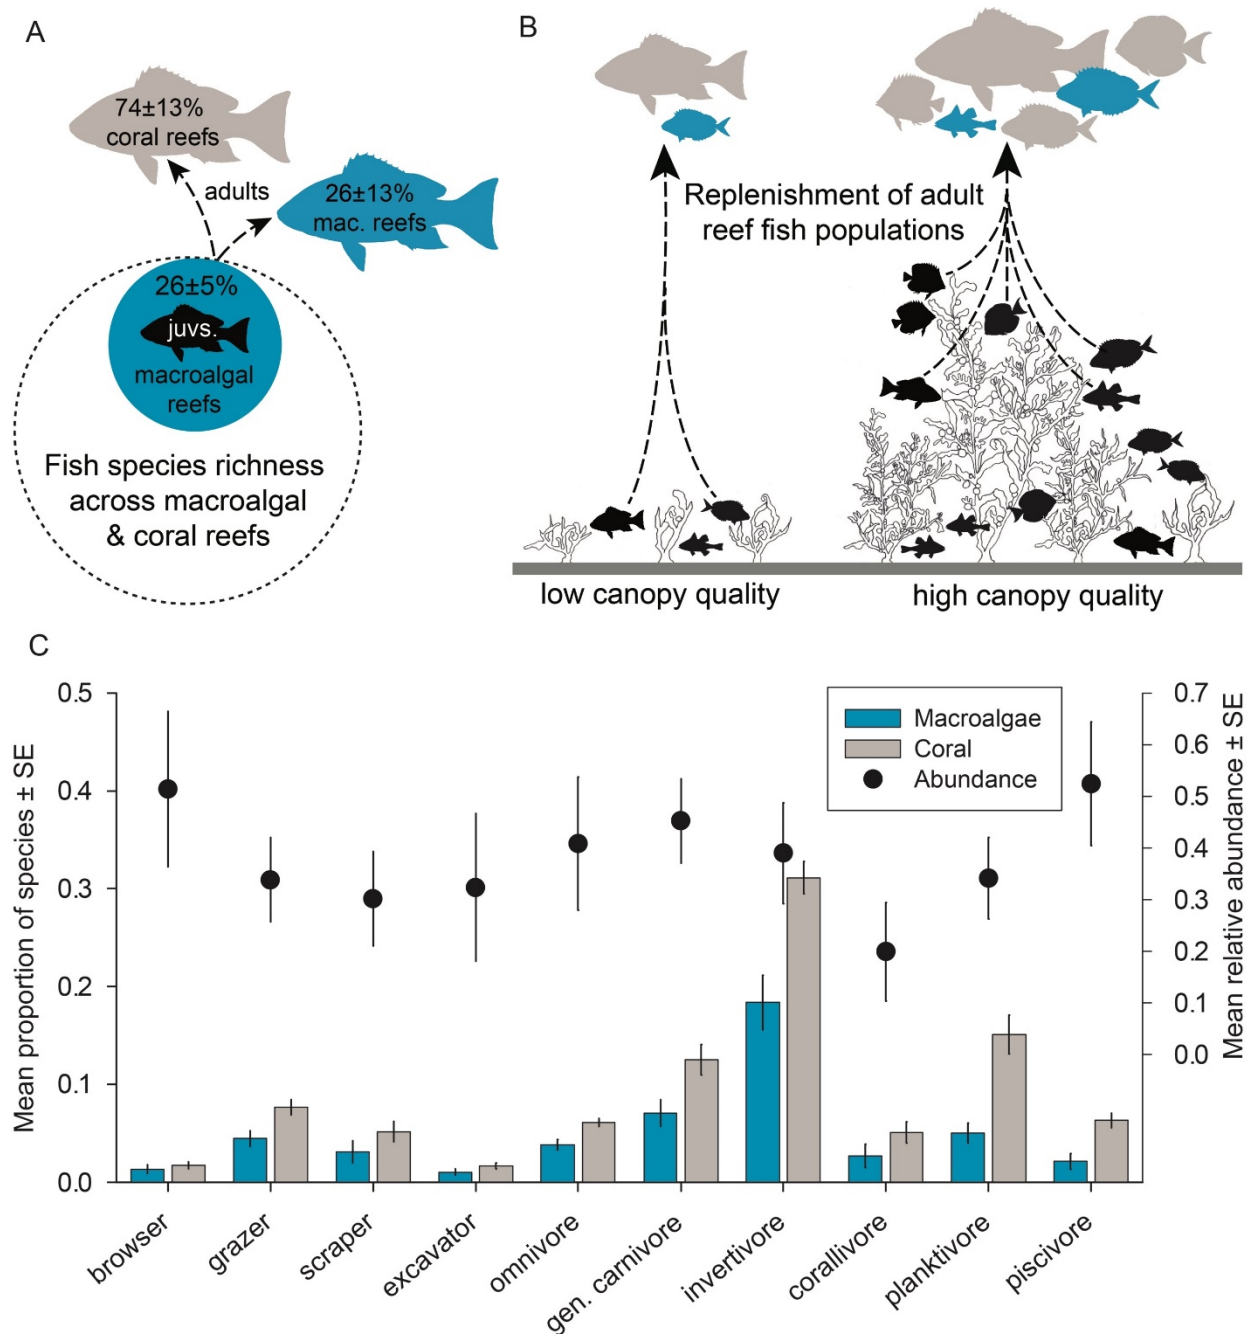 A
74±13%
coral reefs
adults
26±13%
mac. reefs
26±5%
juvs.
macroalgal
reefs
Fish species richness
across macroalgal
& coral reefs
B
Replenishment of adult
reef fish populations
low canopy quality
high canopy quality
C
Mean proportion of species ± SE
0.5
0.4
0.3
0.2
0.1
0.0
Macroalgae
Coral
Abundance
0.7
0.6
0.5
0.4
0.3
0.2
0.1
0.0
Mean relative abundance ± SE
browser
grazer
scraper
excavator
omnivore
gen. carnivore
invertivore
corallivore
planktivore
piscivore